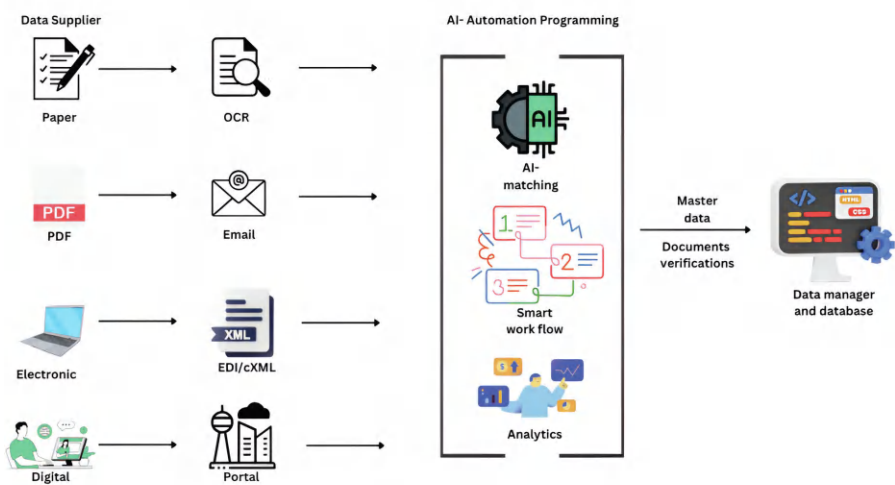 Data Supplier
AI- Automation Programming
Paper
OCR
AI
AI-
matching
PDF
PDF
@
Email
1
2
3
Smart
work flow
Master
data
Documents
verifications
</>
HTML
CSS
Data manager
and database
Electronic
XML
EDI/cXML
$
Analytics
Digital
Portal